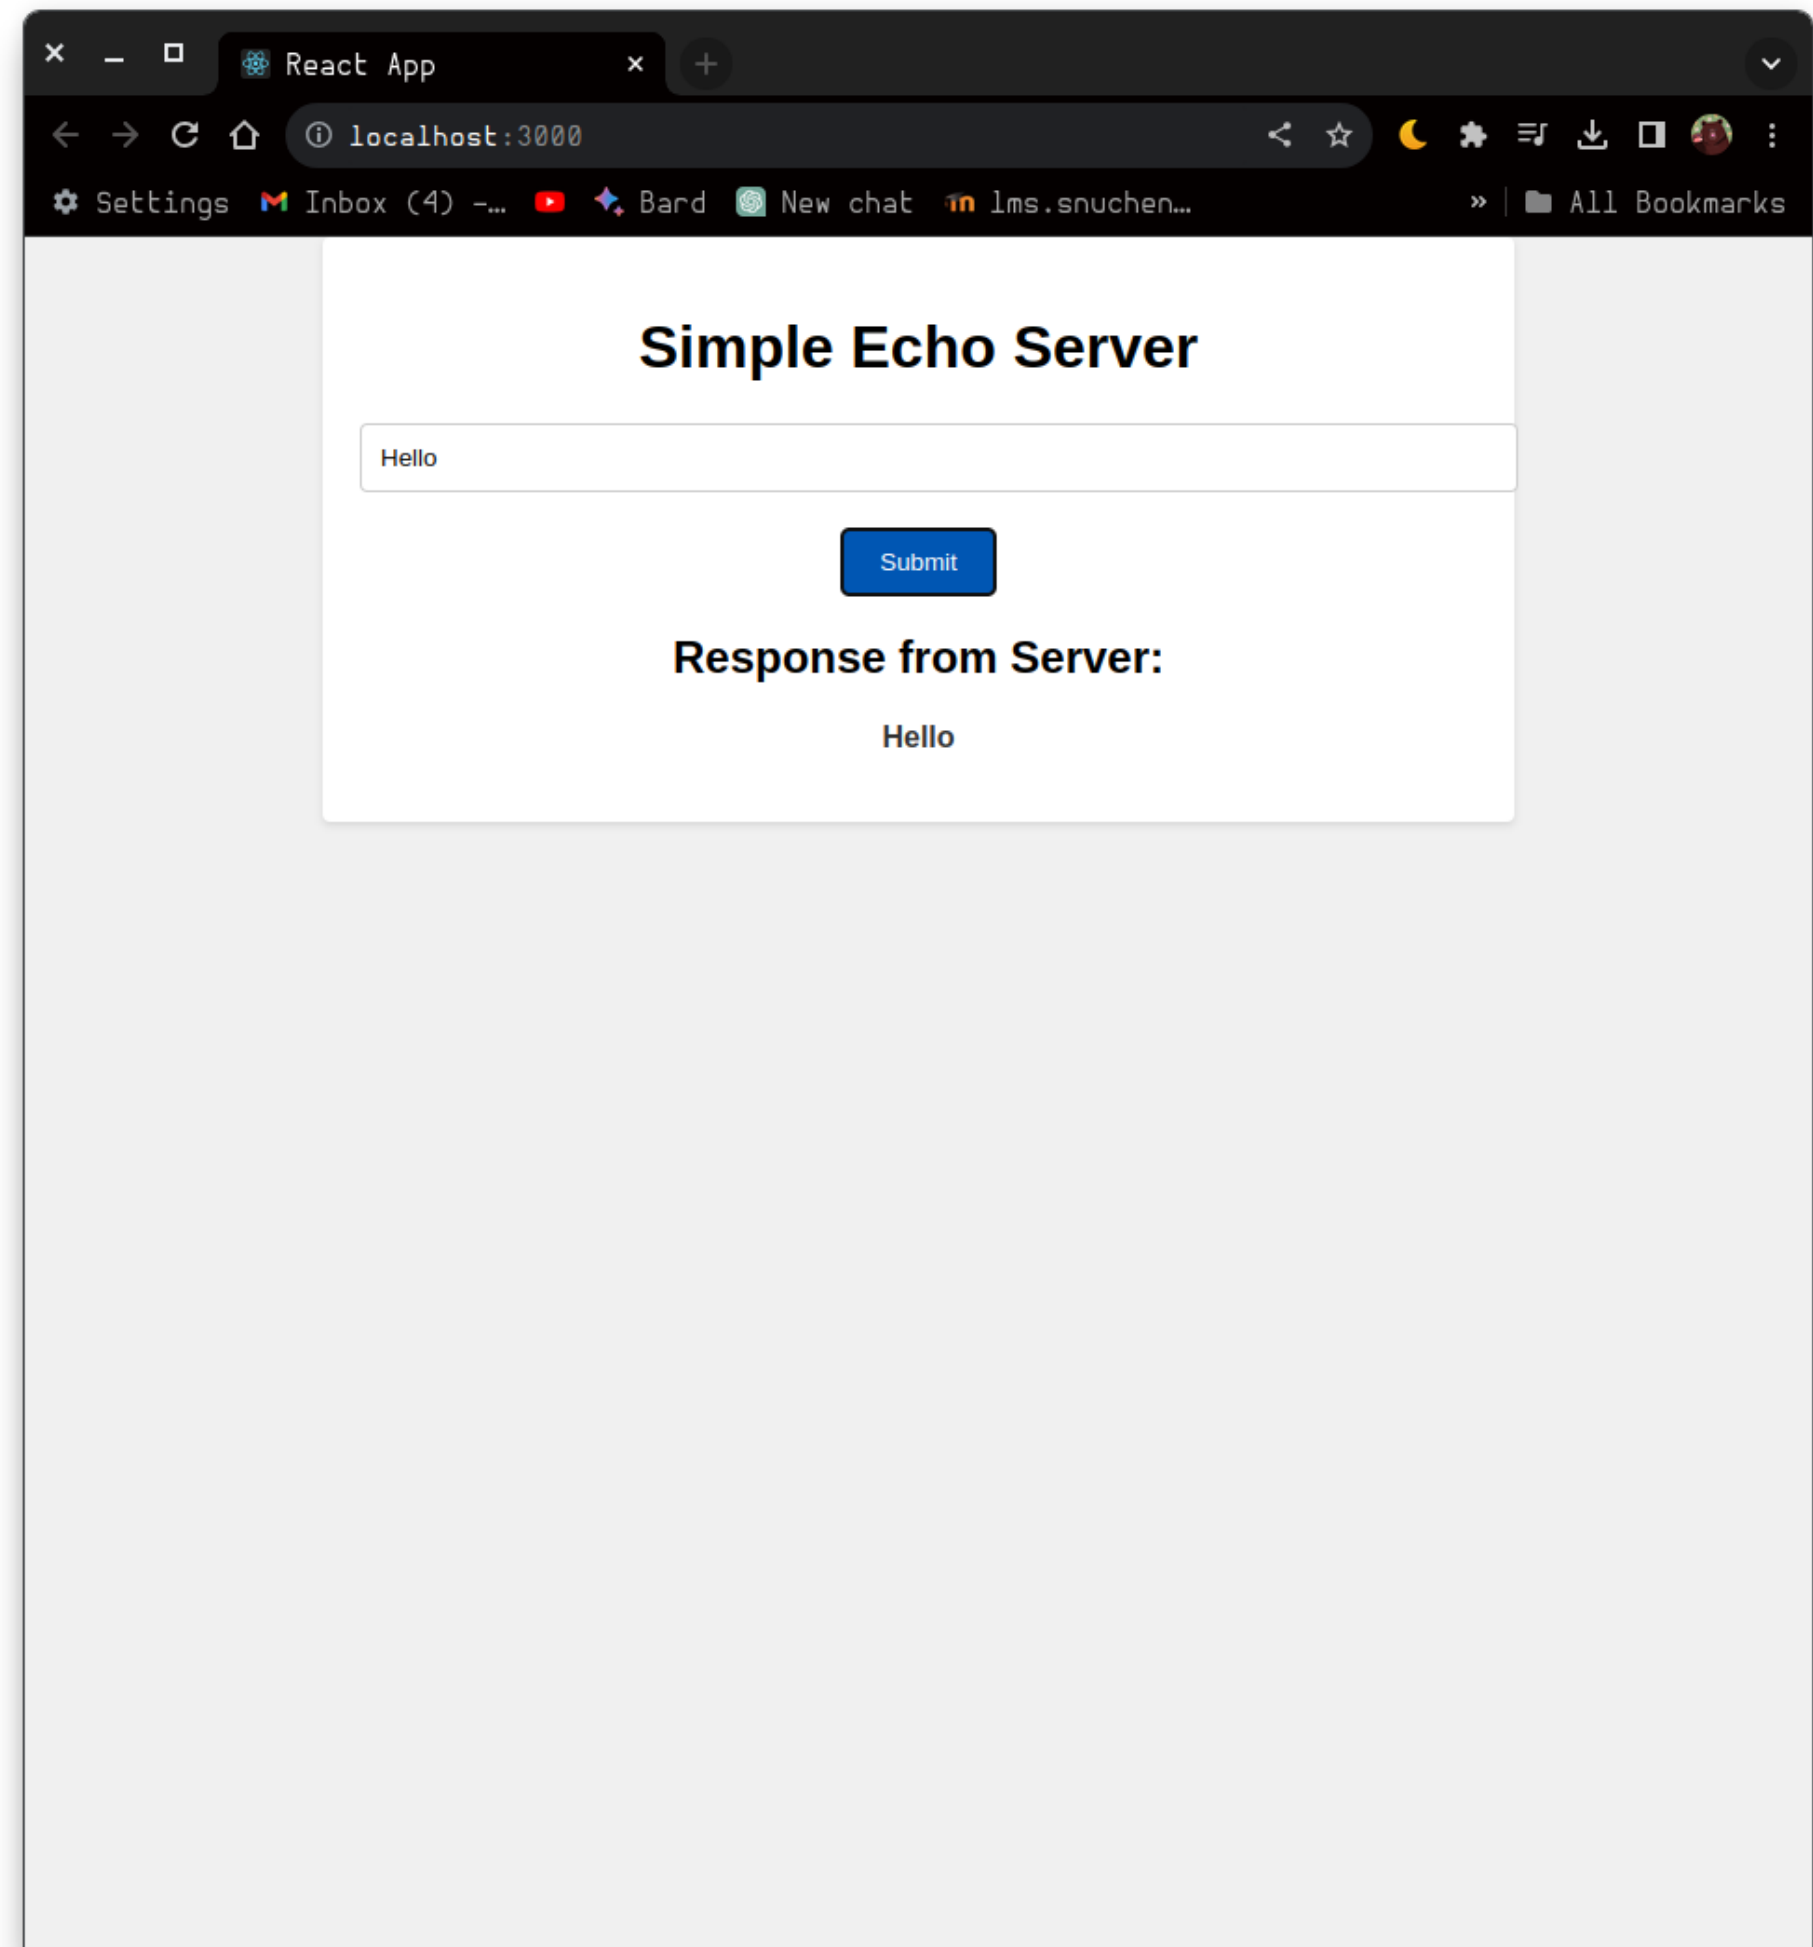 React App
localhost:3000
Settings Inbox (4) –… Bard New chat lms.snuchen… » All Bookmarks
Simple Echo Server
Hello
Submit
Response from Server:
Hello